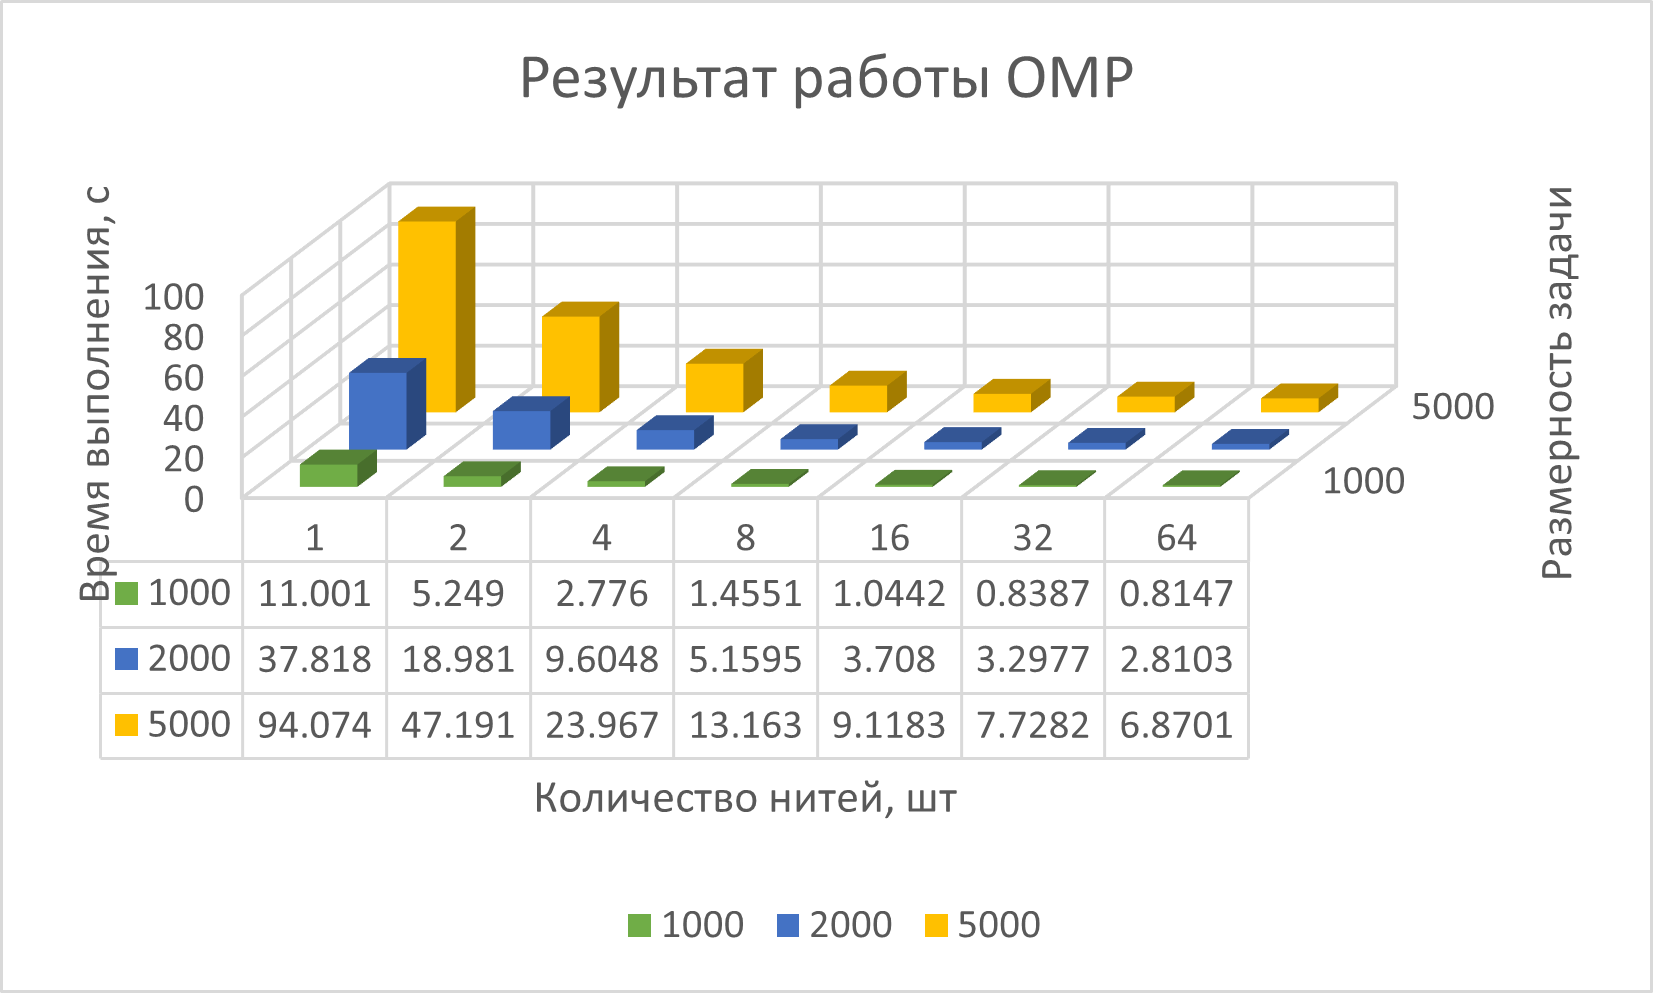 Результат работы OMP
Время выполнения, с
100
80
60
40
20
0
5000
1000
Размерность задачи
1 2 4 8 16 32 64
1000 11.001 5.249 2.776 1.4551 1.0442 0.8387 0.8147
2000 37.818 18.981 9.6048 5.1595 3.708 3.2977 2.8103
5000 94.074 47.191 23.967 13.163 9.1183 7.7282 6.8701
Количество нитей, шт
1000 2000 5000